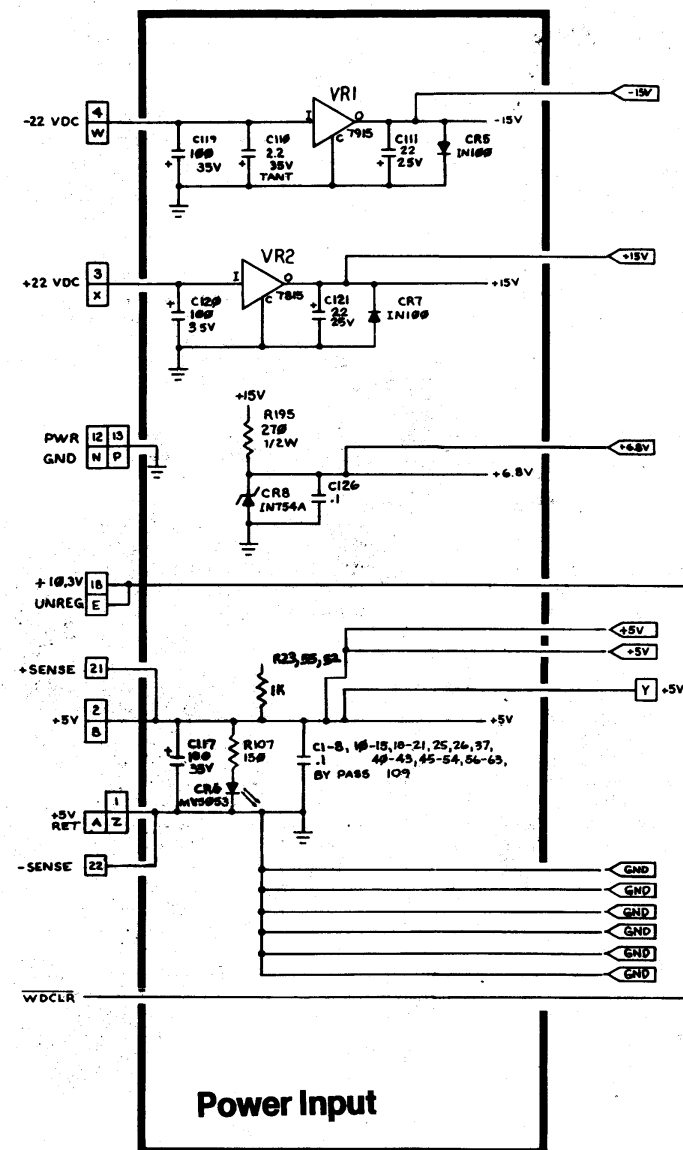 -22 VDC
4
W
C119
100
35V
C110
2.2
35V
TANT
VR1
I
O
C
7915
C111
22
25V
CR5
IN100
-15V
-15V
+22 VDC
3
X
C120
100
35V
VR2
I
O
C
7815
C121
22
25V
CR7
IN100
+15V
+15V
PWR
GND
12 13
N P
+15V
R195
270
1/2W
CR8
IN754A
C126
.1
+6.8V
+6.8V
+10.3V
UNREG
18
E
+SENSE
21
+5V
2
B
C117
100
35V
R107
150
CR6
MV5053
R23,55,52
1K
C1-8, 10-15,18-21,25,26,37,
.1 40-43,45-54,56-63,
BY PASS 109
+5V
+5V
+5V
Y +5V
+5V
RET
1
A Z
-SENSE
22
GND
GND
GND
GND
GND
GND
WDCLR
Power Input